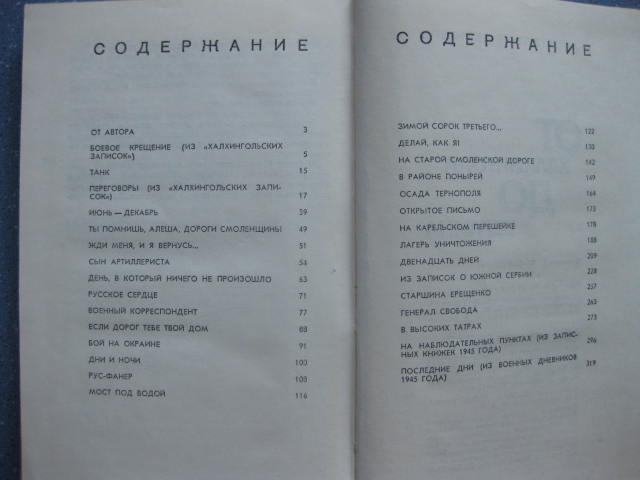 СОДЕРЖАНИЕ
ОТ АВТОРА 3
БОЕВОЕ КРЕЩЕНИЕ (ИЗ «ХАЛХИНГОЛЬСКИХ
ЗАПИСОК») 5
ТАНК 15
ПЕРЕГОВОРЫ (ИЗ «ХАЛХИНГОЛЬСКИХ ЗАПИ-
СОК») 17
ИЮНЬ — ДЕКАБРЬ 39
ТЫ ПОМНИШЬ, АЛЕША, ДОРОГИ СМОЛЕНЩИНЫ 49
ЖДИ МЕНЯ, И Я ВЕРНУСЬ... 51
СЫН АРТИЛЛЕРИСТА 54
ДЕНЬ, В КОТОРЫЙ НИЧЕГО НЕ ПРОИЗОШЛО 63
РУССКОЕ СЕРДЦЕ 71
ВОЕННЫЙ КОРРЕСПОНДЕНТ 77
ЕСЛИ ДОРОГ ТЕБЕ ТВОЙ ДОМ 88
БОЙ НА ОКРАИНЕ 91
ДНИ И НОЧИ 100
РУС-ФАНЕР 108
МОСТ ПОД ВОДОЙ 116
СОДЕРЖАНИЕ
ЗИМОЙ СОРОК ТРЕТЬЕГО... 122
ДЕЛАЙ, КАК Я! 130
НА СТАРОЙ СМОЛЕНСКОЙ ДОРОГЕ 142
В РАЙОНЕ ПОНЫРЕЙ 149
ОСАДА ТЕРНОПОЛЯ 164
ОТКРЫТОЕ ПИСЬМО 173
НА КАРЕЛЬСКОМ ПЕРЕШЕЙКЕ 178
ЛАГЕРЬ УНИЧТОЖЕНИЯ 188
ДВЕНАДЦАТЬ ДНЕЙ 209
ИЗ ЗАПИСОК О ЮЖНОЙ СЕРБИИ 228
СТАРШИНА ЕРЕЩЕНКО 257
ГЕНЕРАЛ СВОБОДА 263
В ВЫСОКИХ ТАТРАХ 273
НА НАБЛЮДАТЕЛЬНЫХ ПУНКТАХ (ИЗ ЗАПИС-
НЫХ КНИЖЕК 1945 ГОДА) 296
ПОСЛЕДНИЕ ДНИ (ИЗ ВОЕННЫХ ДНЕВНИКОВ
1945 ГОДА) 319